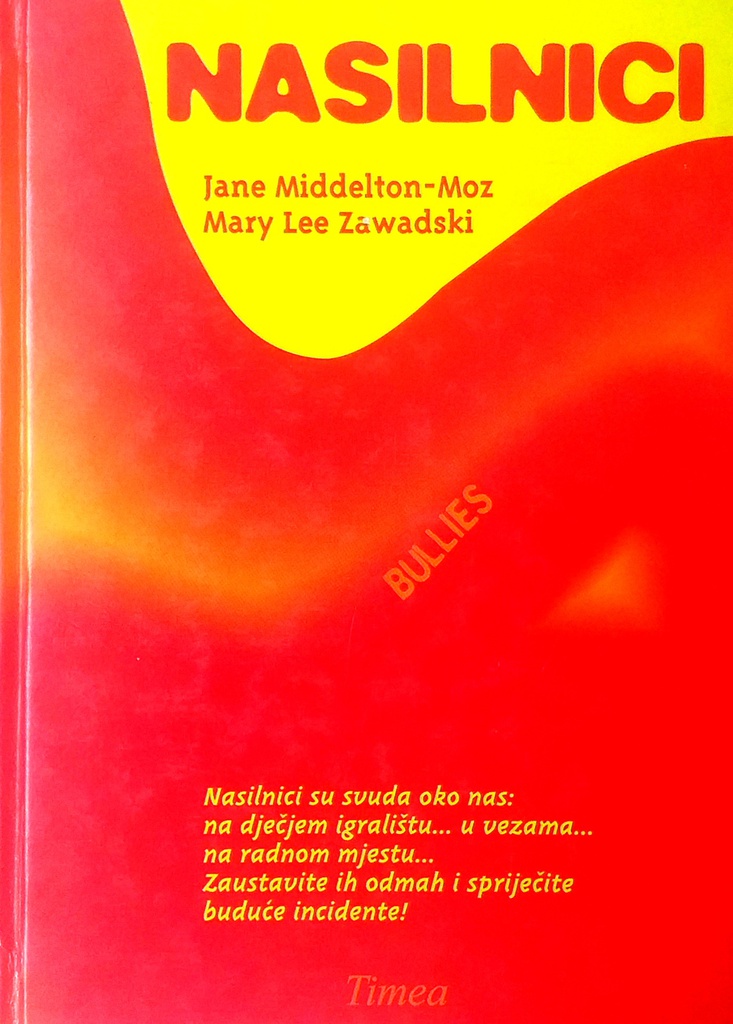 NASILNICI
Jane Middelton-Moz
Mary Lee Zawadski
BULLIES
Nasilnici su svuda oko nas:
na dječjem igralištu... u vezama...
na radnom mjestu...
Zaustavite ih odmah i spriječite
buduće incidente!
Timea